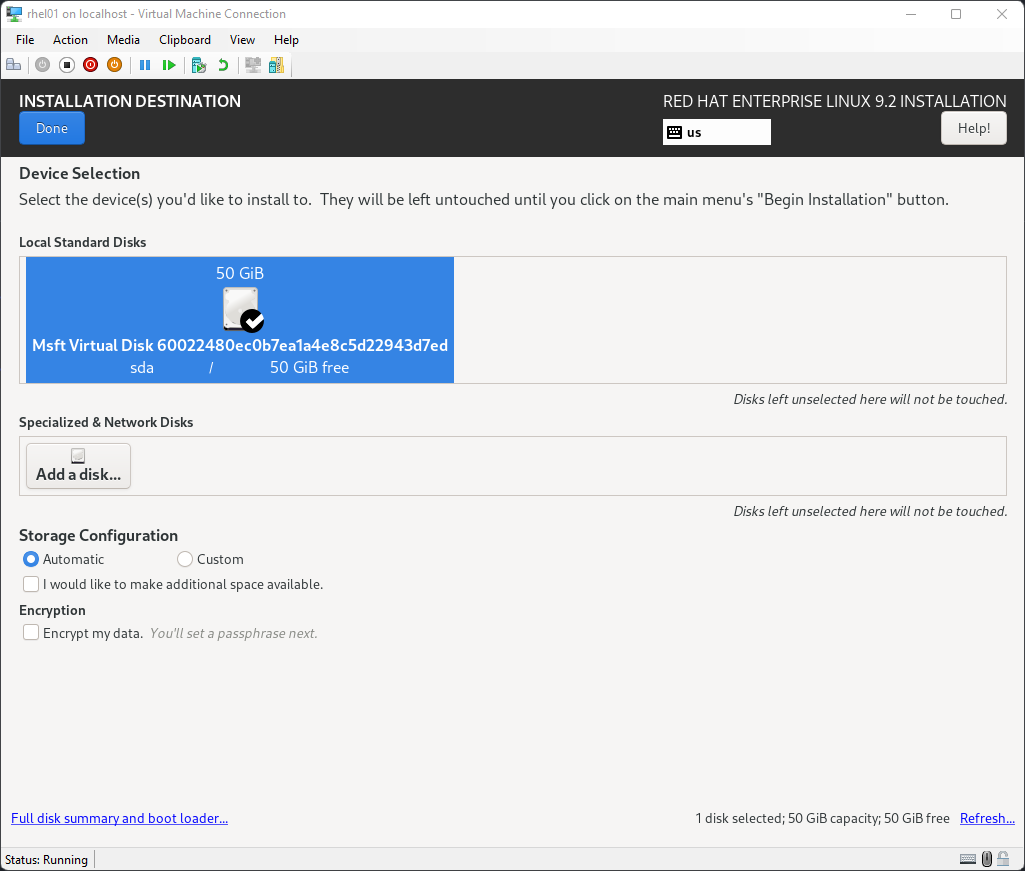 rhel01 on localhost - Virtual Machine Connection
File Action Media Clipboard View Help
INSTALLATION DESTINATION
RED HAT ENTERPRISE LINUX 9.2 INSTALLATION
Done
us
Help!
Device Selection
Select the device(s) you'd like to install to.  They will be left untouched until you click on the main menu's "Begin Installation" button.
Local Standard Disks
50 GiB
Msft Virtual Disk 60022480ec0b7ea1a4e8c5d22943d7ed
sda / 50 GiB free
Disks left unselected here will not be touched.
Specialized & Network Disks
Add a disk...
Disks left unselected here will not be touched.
Storage Configuration
Automatic Custom
I would like to make additional space available.
Encryption
Encrypt my data. You'll set a passphrase next.
Full disk summary and boot loader... 1 disk selected; 50 GiB capacity; 50 GiB free Refresh...
Status: Running